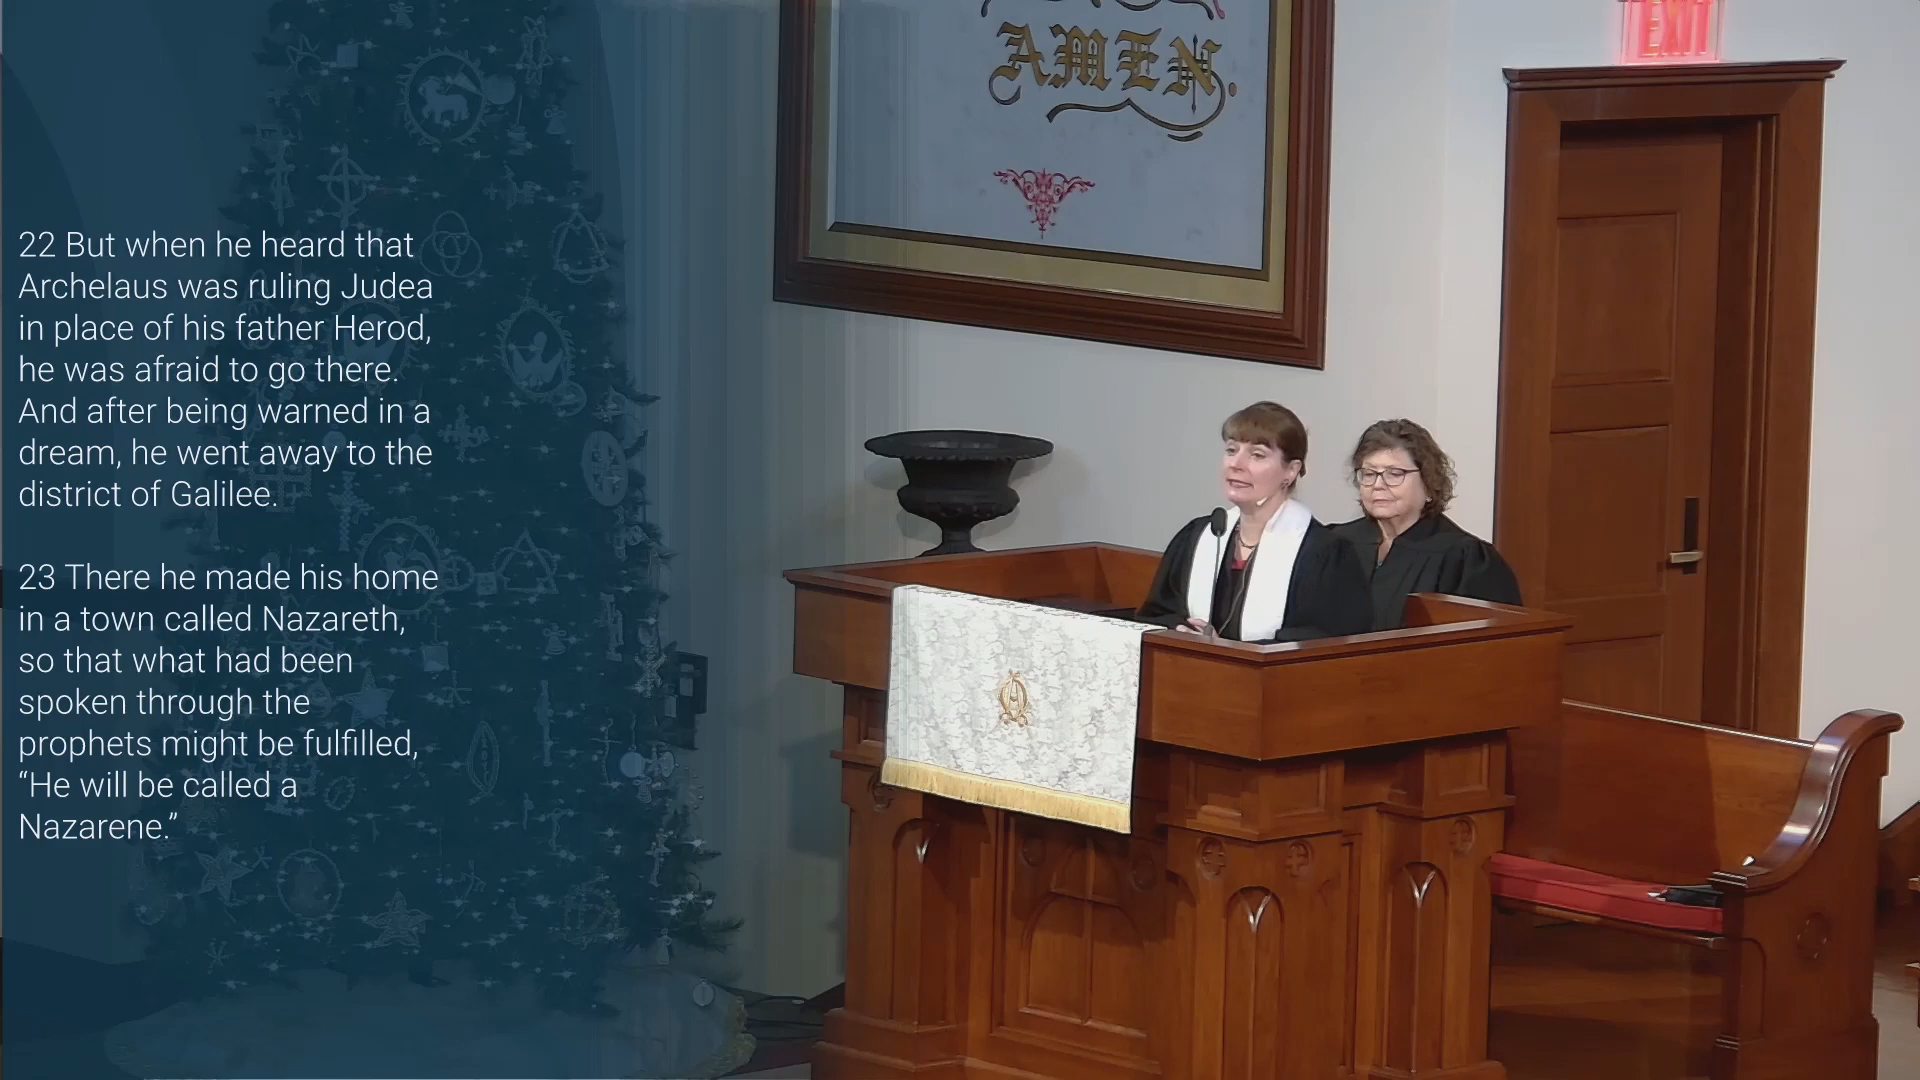 22 But when he heard that
Archelaus was ruling Judea
in place of his father Herod,
he was afraid to go there.
And after being warned in a
dream, he went away to the
district of Galilee.
23 There he made his home
in a town called Nazareth,
so that what had been
spoken through the
prophets might be fulfilled,
“He will be called a
Nazarene.”
AMEN.
EXIT